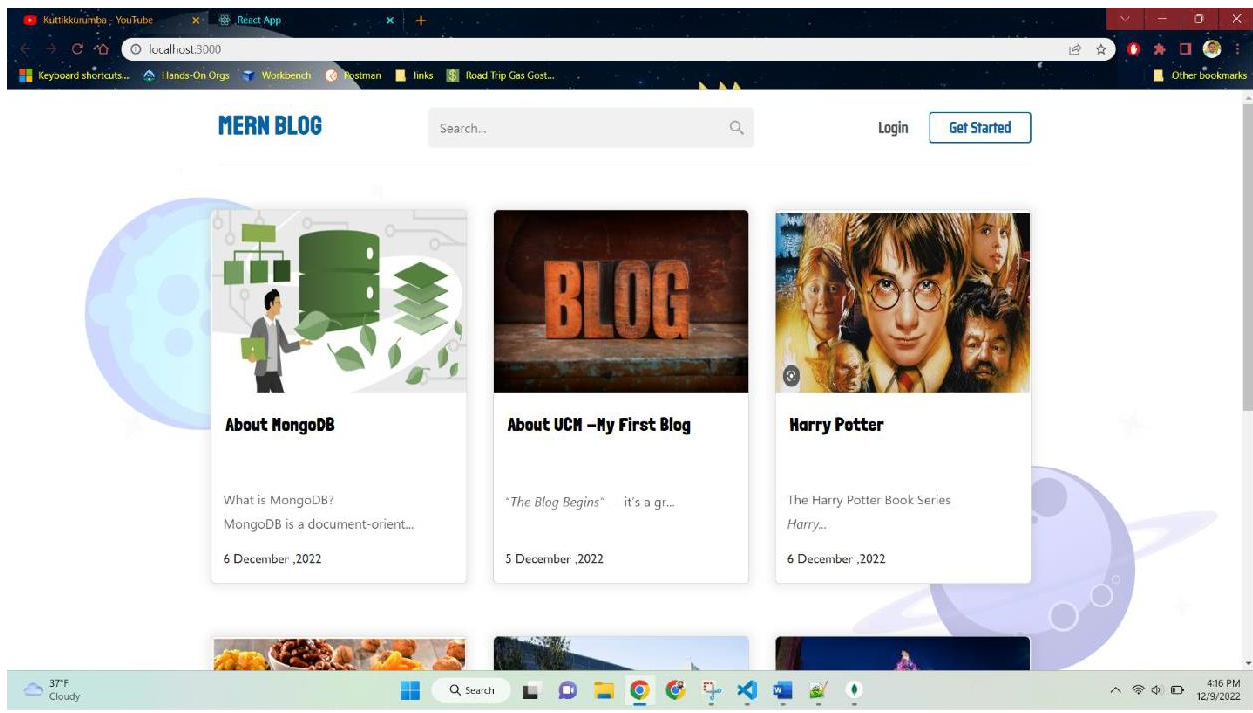 Kuttikkurumba - YouTube
React App
localhost:3000
Keyboard shortcuts...
Hands-On Orgs
Workbench
Postman
links
Road Trip Gas Cost...
Other bookmarks
MERN BLOG
Search...
Login
Get Started
BLOG
About MongoDB
About UCM -My First Blog
Harry Potter
What is MongoDB?
MongoDB is a document-orient...
"The Blog Begins" it's a gr...
The Harry Potter Book Series
Harry...
6 December ,2022
5 December ,2022
6 December ,2022
37°F
Cloudy
Search
4:16 PM
12/9/2022